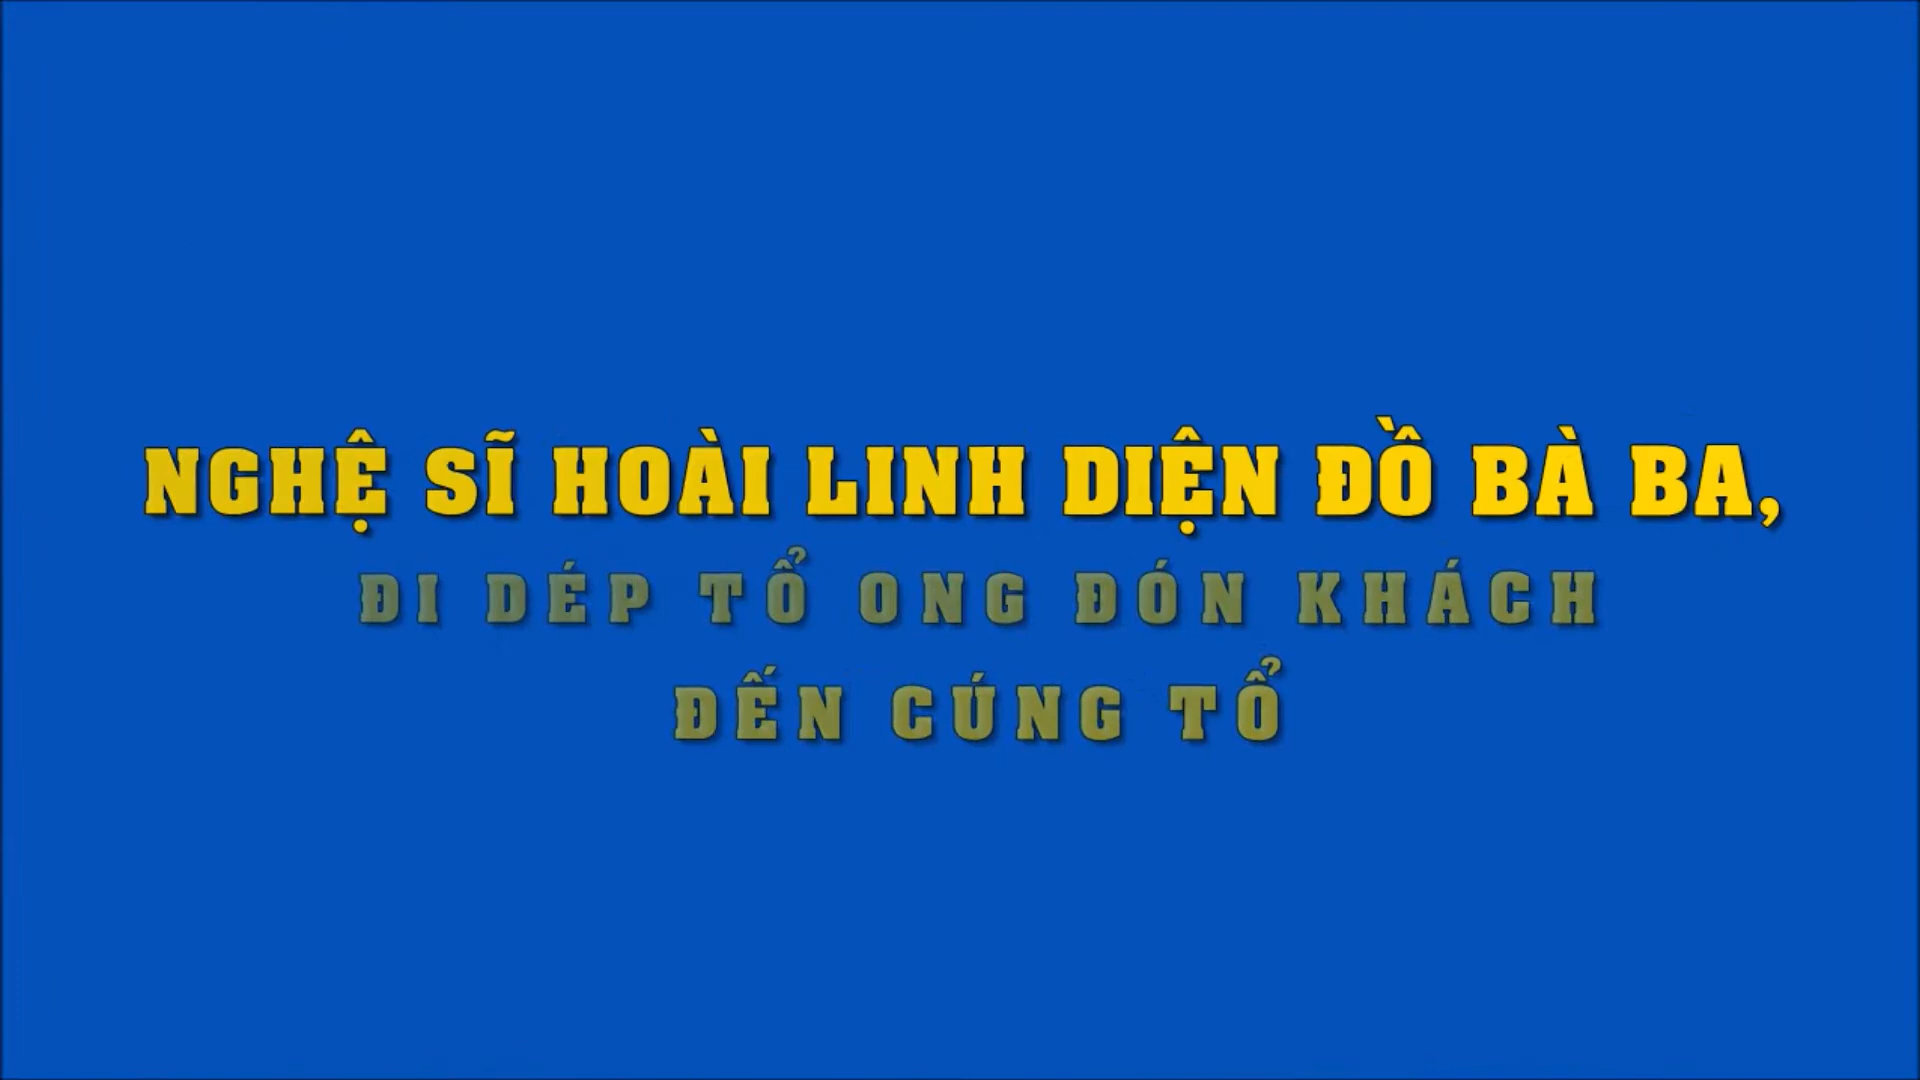 NGHỆ SĨ HOÀI LINH DIỆN ĐỒ BÀ BA,
ĐI DÉP TỔ ONG ĐÓN KHÁCH
ĐẾN CÚNG TỔ